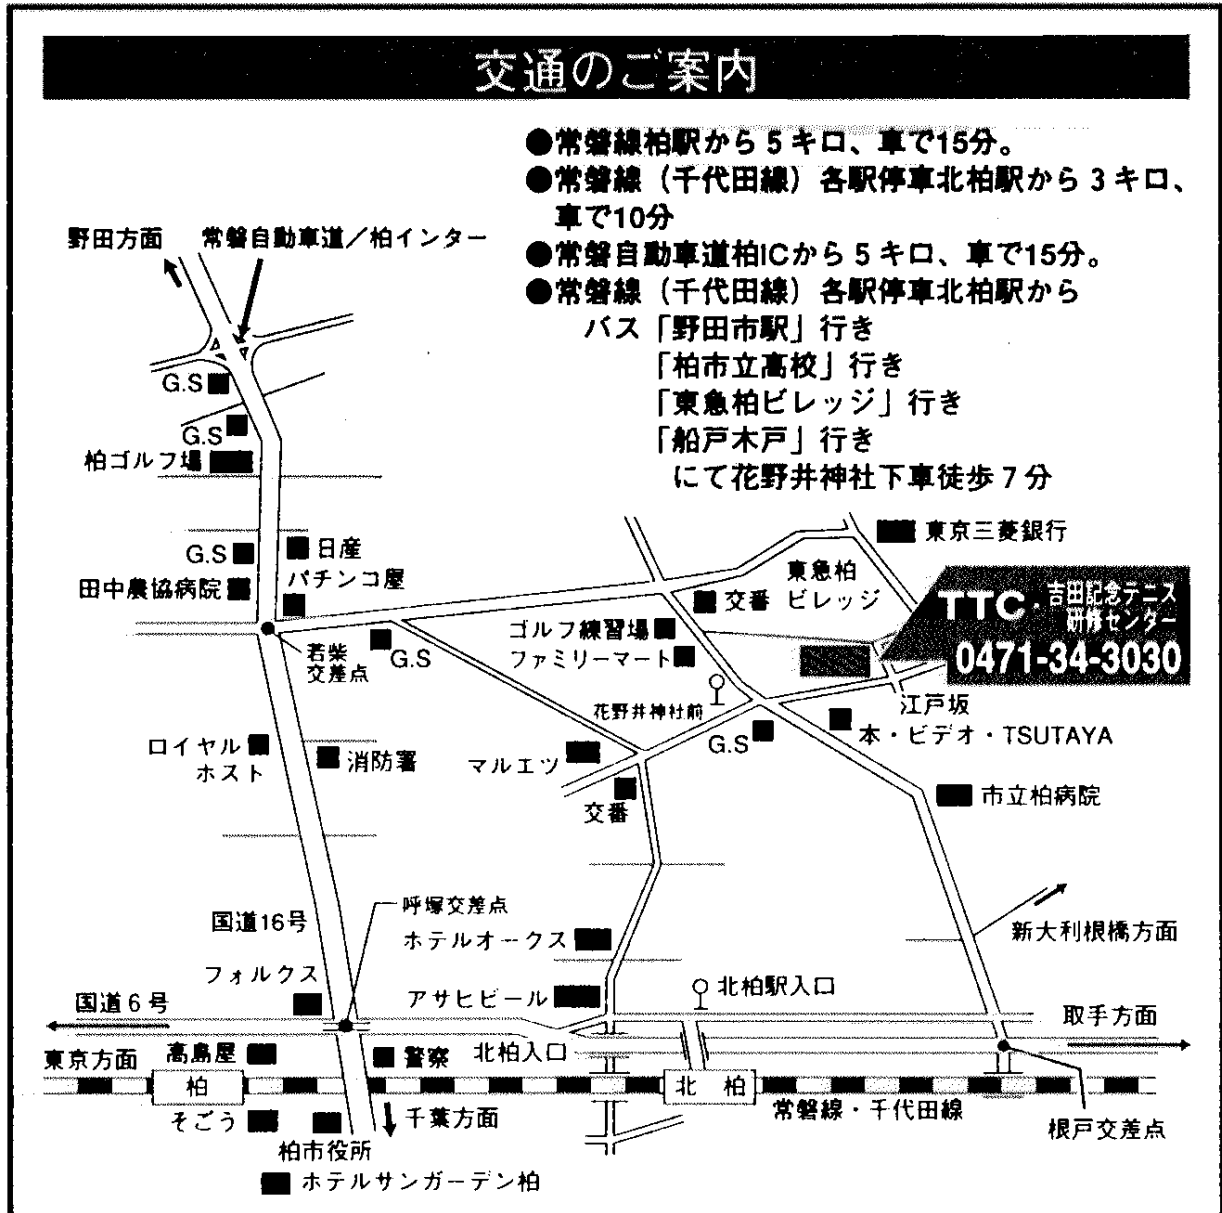 交通のご案内
●常磐線柏駅から5キロ、車で15分。
●常磐線（千代田線）各駅停車北柏駅から3キロ、
車で10分
●常磐自動車道柏ICから5キロ、車で15分。
●常磐線（千代田線）各駅停車北柏駅から
バス「野田市駅」行き
「柏市立高校」行き
「東急柏ビレッジ」行き
「船戸木戸」行き
にて花野井神社下車徒歩7分
野田方面
常磐自動車道／柏インター
G.S
G.S
柏ゴルフ場
G.S
日産
パチンコ屋
田中農協病院
若柴
交差点
G.S
東京三菱銀行
東急柏
ビレッジ
交番
ゴルフ練習場
ファミリーマート
TTC・吉田記念テニス
研修センター
0471-34-3030
花野井神社前
江戸坂
G.S
本・ビデオ・TSUTAYA
ロイヤル
ホスト
消防署
マルエツ
交番
市立柏病院
国道16号
呼塚交差点
ホテルオークス
新大利根橋方面
フォルクス
アサヒビール
北柏駅入口
国道6号
取手方面
東京方面
高島屋
警察
北柏入口
柏
北柏
そごう
千葉方面
常磐線・千代田線
柏市役所
根戸交差点
ホテルサンガーデン柏